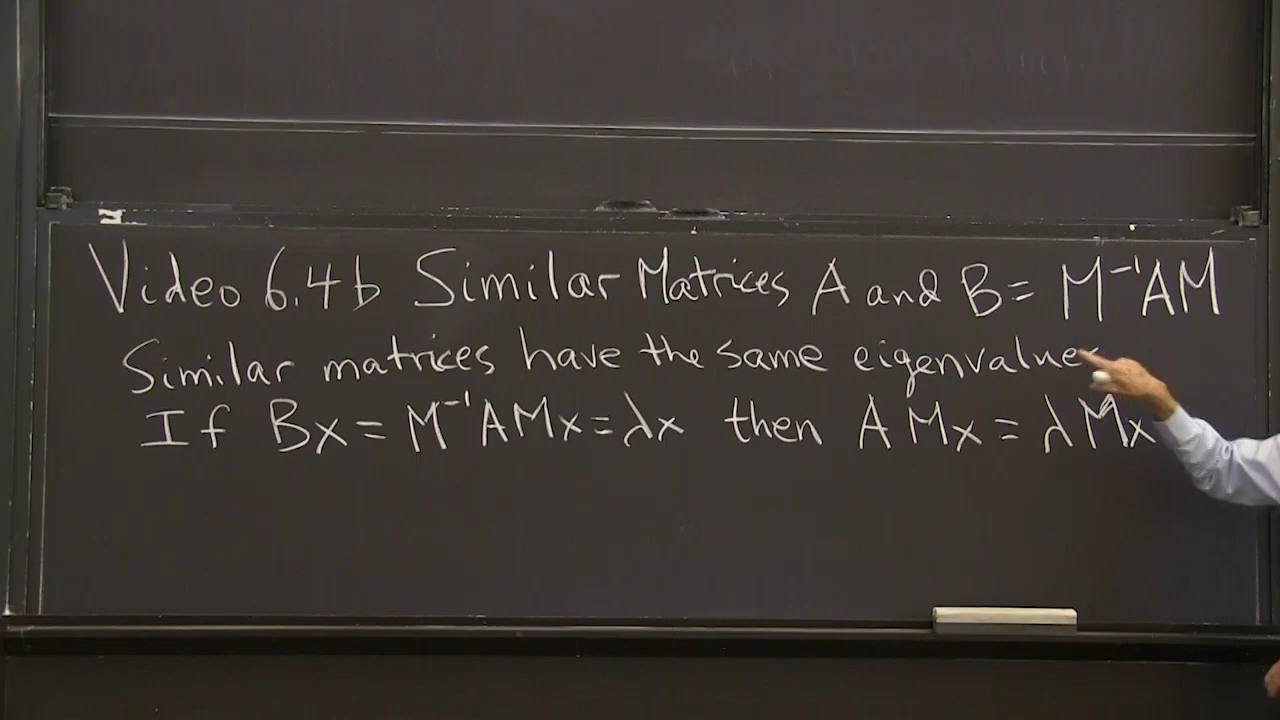 Video 6.4b Similar Matrices A and B = M⁻¹AM
Similar matrices have the same eigenvalues
If Bx = M⁻¹AMx = λx then AMx = λMx